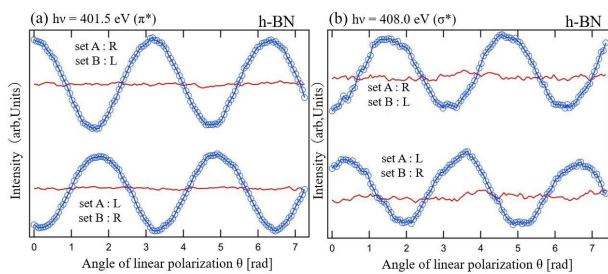 (a) hν = 401.5 eV (π*)
h-BN
set A : R
set B : L
set A : L
set B : R
Intensity (arb,Units)
0 1 2 3 4 5 6 7
Angle of linear polarization θ [rad]
(b) hν = 408.0 eV (σ*)
h-BN
set A : R
set B : L
set A : L
set B : R
Intensity (arb,Units)
0 1 2 3 4 5 6 7
Angle of linear polarization θ [rad]